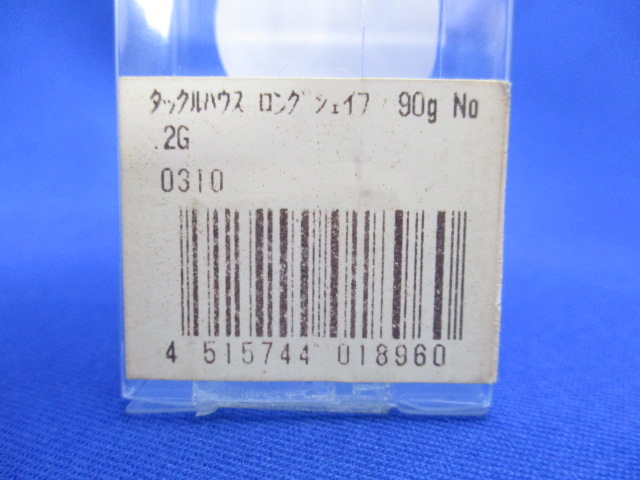 ﾀｯｸﾙﾊｳｽ ﾛﾝｸﾞｼｪｲﾌ 90g No
.2G
0310
4 515744 018960